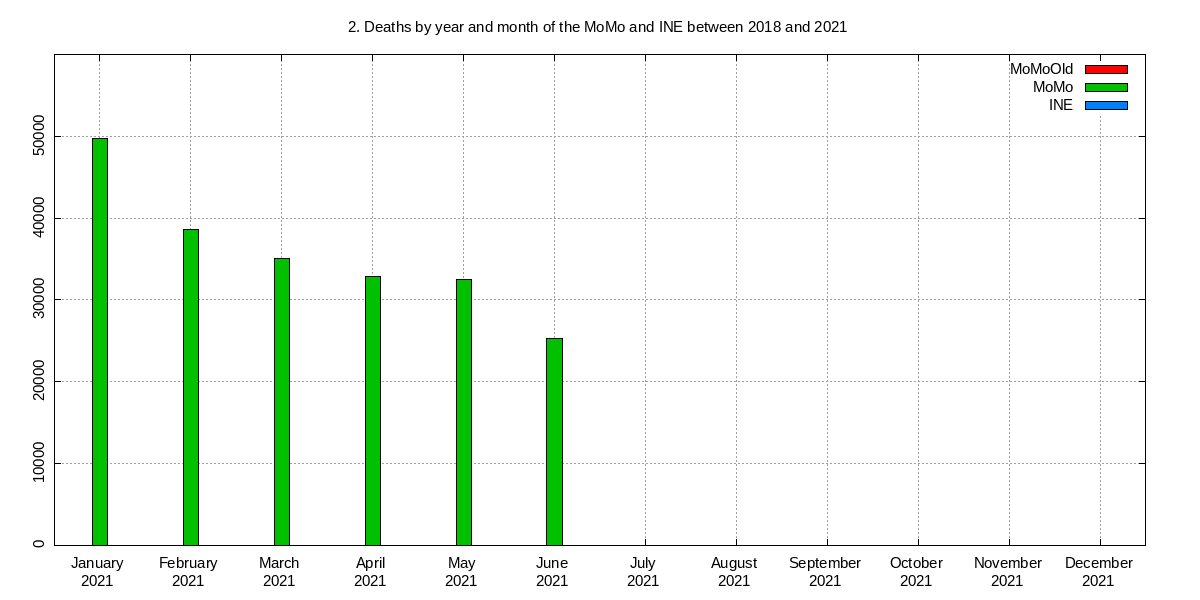 2. Deaths by year and month of the MoMo and INE between 2018 and 2021
MoMoOld
MoMo
INE
50000
40000
30000
20000
10000
0
January February March April May June July August September October November December
2021 2021 2021 2021 2021 2021 2021 2021 2021 2021 2021 2021